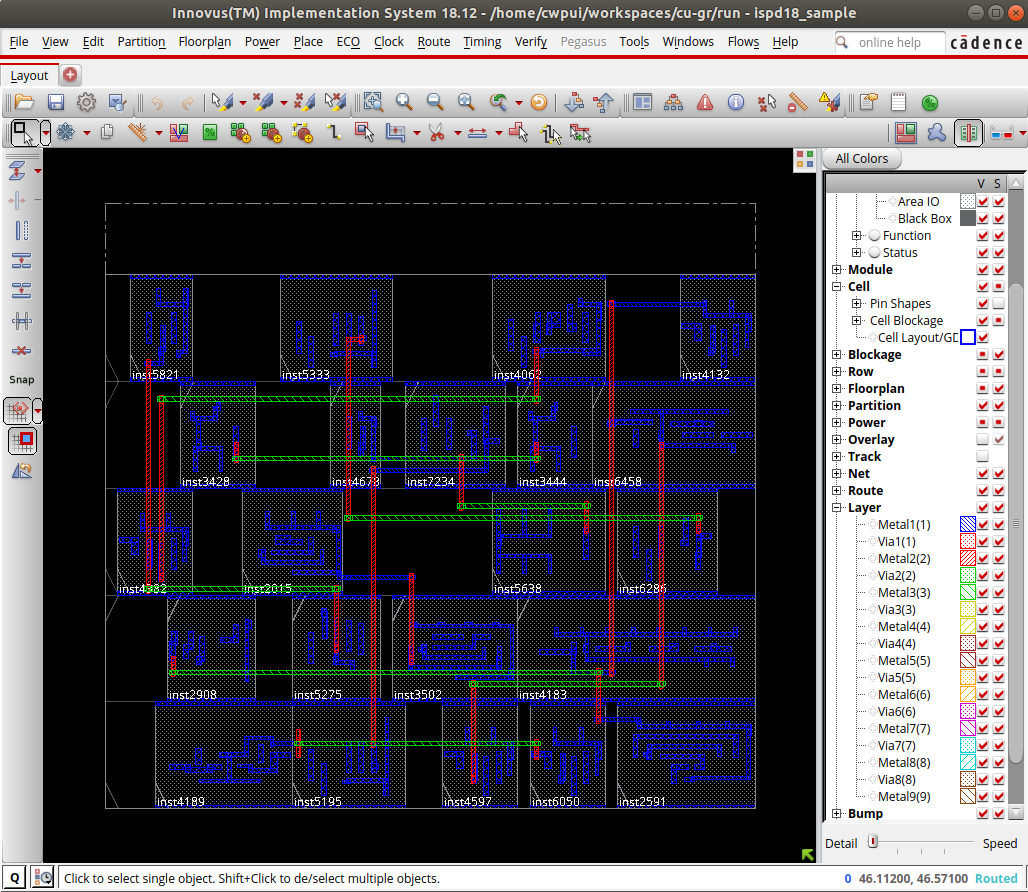 Innovus(TM) Implementation System 18.12 - /home/cwpui/workspaces/cu-gr/run - ispd18_sample
File View Edit Partition Floorplan Power Place ECO Clock Route Timing Verify Pegasus Tools Windows Flows Help online help cādence
Layout
All Colors
V S
Area IO
Black Box
Function
Status
Module
Cell
Pin Shapes
Cell Blockage
Cell Layout/GD
Blockage
Row
Floorplan
Partition
Power
Overlay
Track
Net
Route
Layer
Metal1(1)
Via1(1)
Metal2(2)
Via2(2)
Metal3(3)
Via3(3)
Metal4(4)
Via4(4)
Metal5(5)
Via5(5)
Metal6(6)
Via6(6)
Metal7(7)
Via7(7)
Metal8(8)
Via8(8)
Metal9(9)
Bump
Detail Speed
Snap
inst5821 inst5333 inst4062 inst4132
inst3428 inst4673 inst7234 inst3444 inst6458
inst2015 inst5638 inst6286
inst2908 inst5275 inst3502 inst4183
inst4189 inst5195 inst4597 inst6050 inst2591
Q Click to select single object. Shift+Click to de/select multiple objects. 0 46.11200, 46.57100 Routed